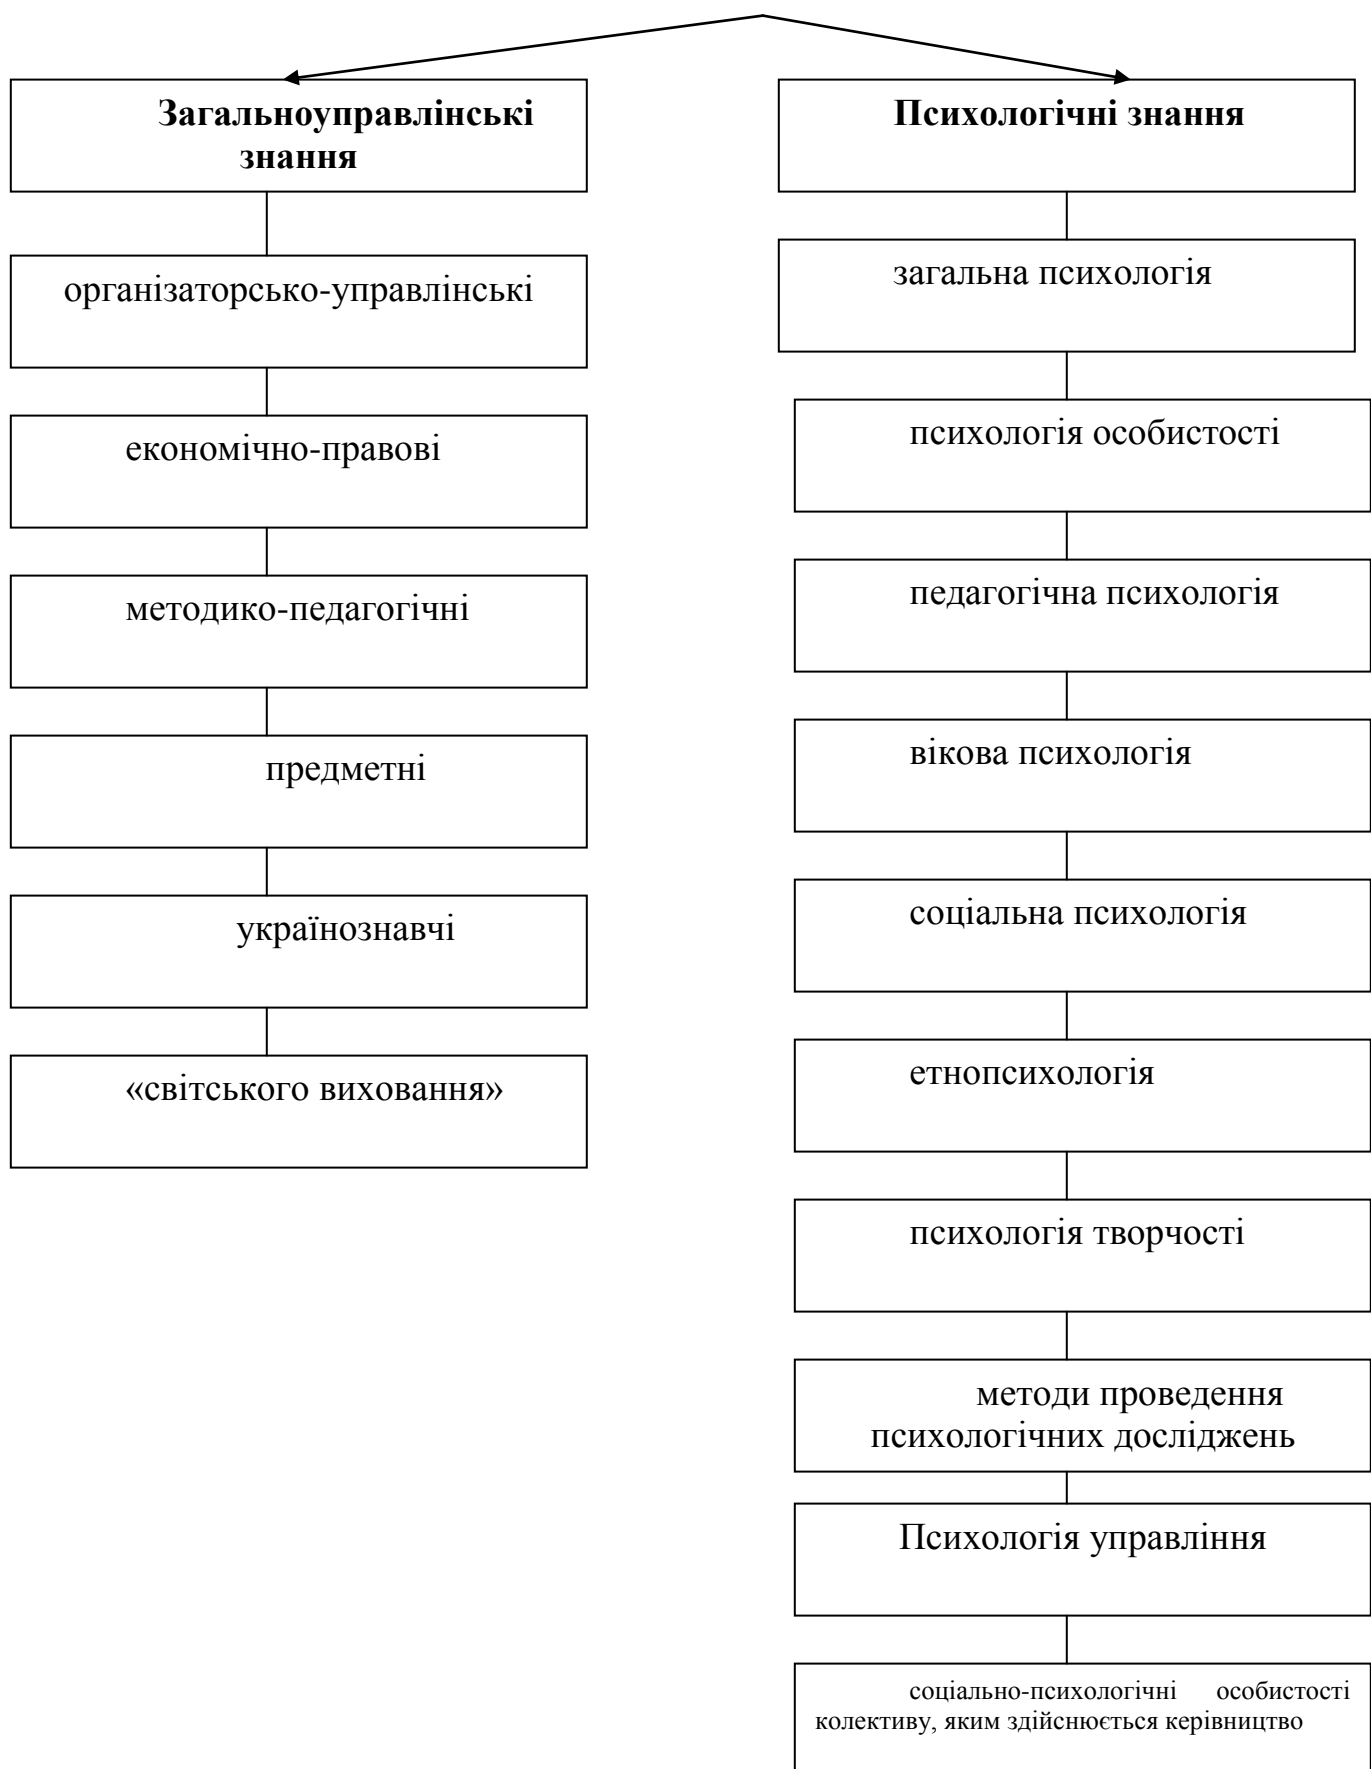 Загальноуправлінські
знання
організаторсько-управлінські
економічно-правові
методико-педагогічні
предметні
українознавчі
«світського виховання»
Психологічні знання
загальна психологія
психологія особистості
педагогічна психологія
вікова психологія
соціальна психологія
етнопсихологія
психологія творчості
методи проведення
психологічних досліджень
Психологія управління
соціально-психологічні особистості
колективу, яким здійснюється керівництво